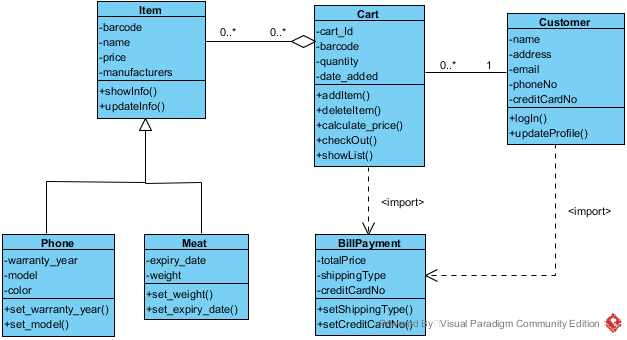 Item
-barcode
-name
-price
-manufacturers
+showInfo()
+updateInfo()
0..*
0..*
Cart
-cart_Id
-barcode
-quantity
-date_added
+addItem()
+deleteItem()
+calculate_price()
+checkOut()
+showList()
0..*
1
Customer
-name
-address
-email
-phoneNo
-creditCardNo
+logIn()
+updateProfile()
<import>
<import>
Phone
-warranty_year
-model
-color
+set_warranty_year()
+set_model()
Meat
-expiry_date
-weight
+set_weight()
+set_expiry_date()
BillPayment
-totalPrice
-shippingType
-creditCardNo
+setShippingType()
+setCreditCardNo()
Powered By Visual Paradigm Community Edition